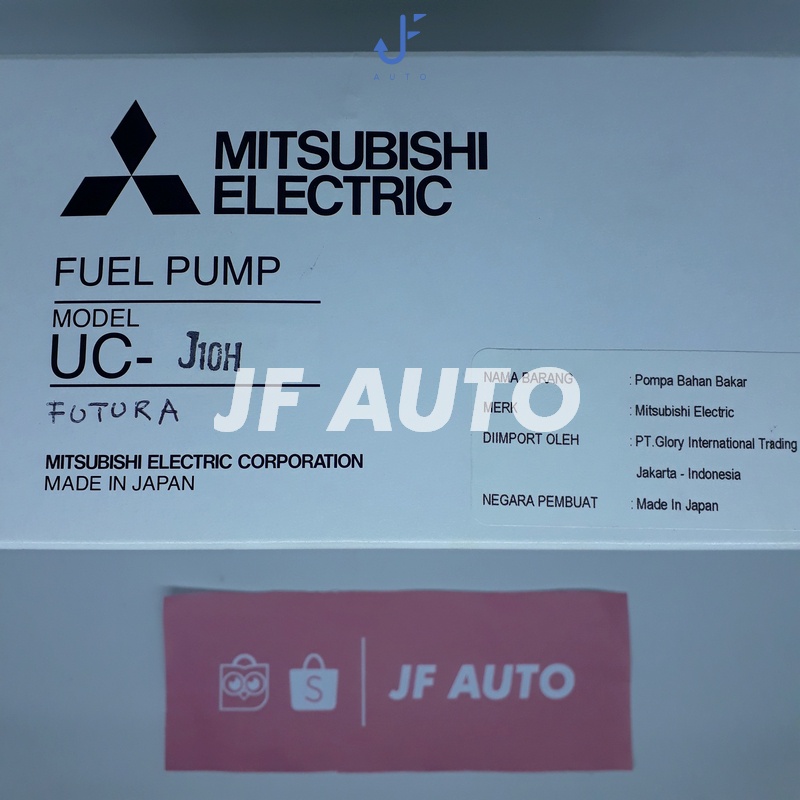 JF
AUTO
MITSUBISHI
ELECTRIC
FUEL PUMP
MODEL
UC- J10H
FUTURA
JF AUTO
MITSUBISHI ELECTRIC CORPORATION
MADE IN JAPAN
NAMA BARANG : Pompa Bahan Bakar
MERK : Mitsubishi Electric
DIIMPORT OLEH : PT.Glory International Trading
Jakarta - Indonesia
NEGARA PEMBUAT : Made In Japan
S JF AUTO